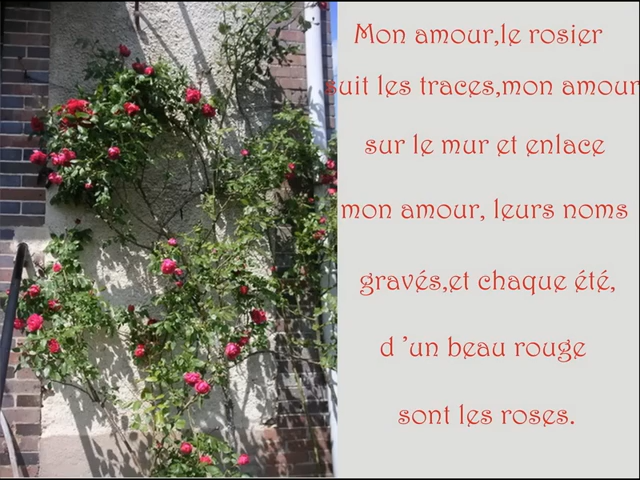 Mon amour,le rosier
suit les traces,mon amour
sur le mur et enlace
mon amour, leurs noms
gravés,et chaque été,
d 'un beau rouge
sont les roses.